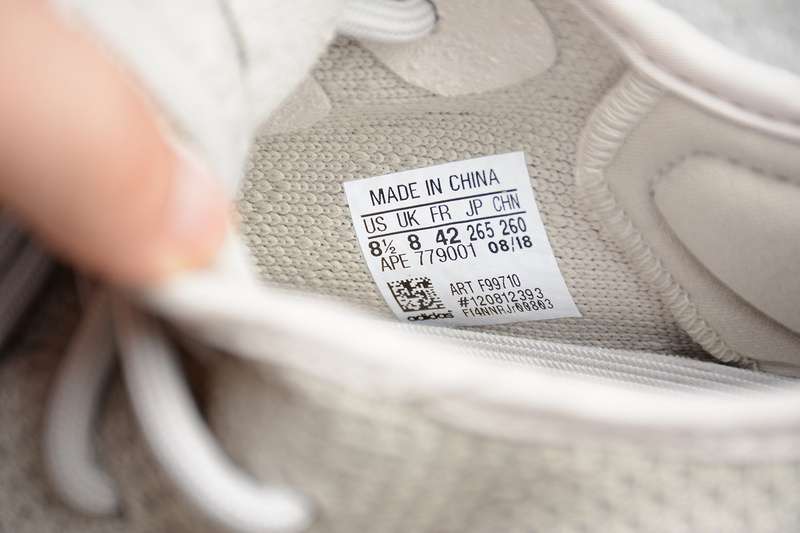 MADE IN CHINA
US UK FR JP CHN
8½ 8 42 265 260
APE 779001 08/18
ART F99710
#120812393
adidas